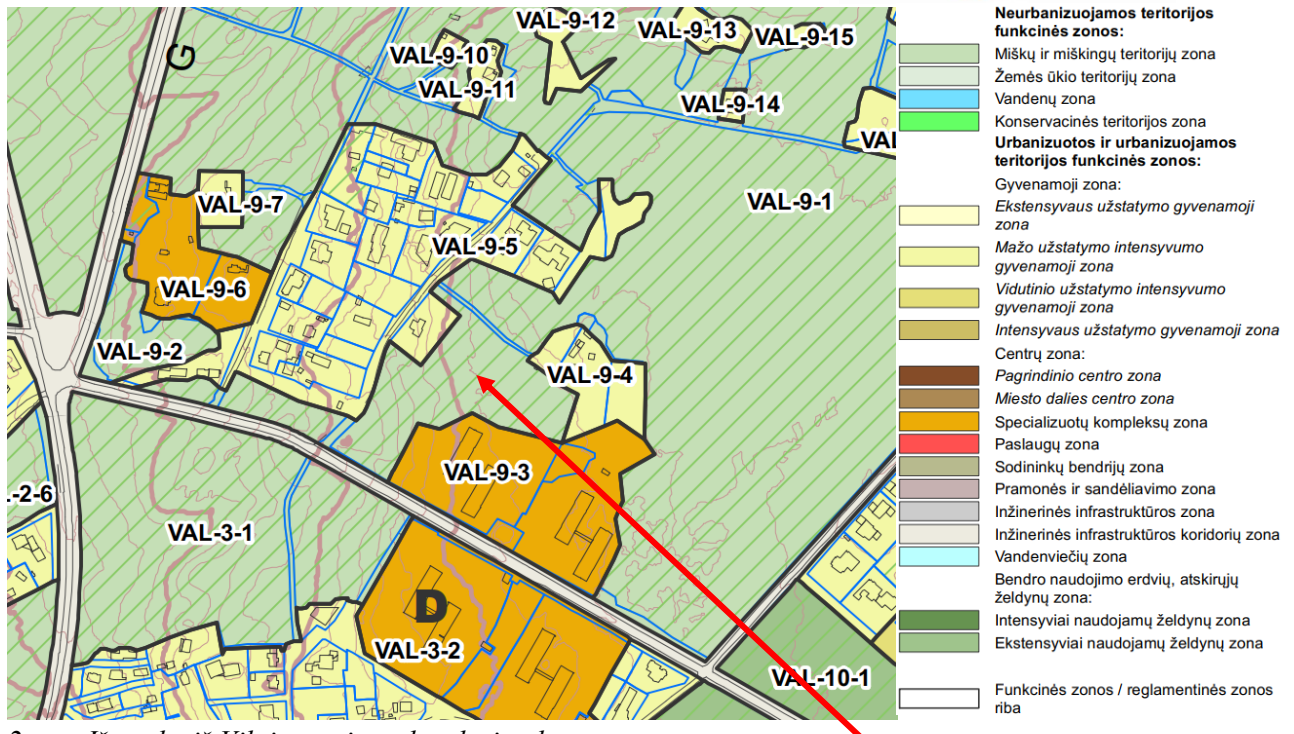 G
VAL-9-12
VAL-9-13
VAL-9-15
VAL-9-10
VAL-9-11
VAL-9-14
VAL
VAL-9-7
VAL-9-1
VAL-9-5
VAL-9-6
VAL-9-2
VAL-9-4
VAL-9-3
L-2-6
VAL-3-1
D
VAL-3-2
VAL-10-1
Neurbanizuojamos teritorijos
funkcinės zonos:
Miškų ir miškingų teritorijų zona
Žemės ūkio teritorijų zona
Vandenų zona
Konservacinės teritorijos zona
Urbanizuotos ir urbanizuojamos
teritorijos funkcinės zonos:
Gyvenamoji zona:
Ekstensyvaus užstatymo gyvenamoji
zona
Mažo užstatymo intensyvumo
gyvenamoji zona
Vidutinio užstatymo intensyvumo
gyvenamoji zona
Intensyvaus užstatymo gyvenamoji zona
Centrų zona:
Pagrindinio centro zona
Miesto dalies centro zona
Specializuotų kompleksų zona
Paslaugų zona
Sodininkų bendrijų zona
Pramonės ir sandėliavimo zona
Inžinerinės infrastruktūros zona
Inžinerinės infrastruktūros koridorių zona
Vandenviečių zona
Bendro naudojimo erdvių, atskirųjų
želdynų zona:
Intensyviai naudojamų želdynų zona
Ekstensyviai naudojamų želdynų zona
Funkcinės zonos / reglamentinės zonos
riba